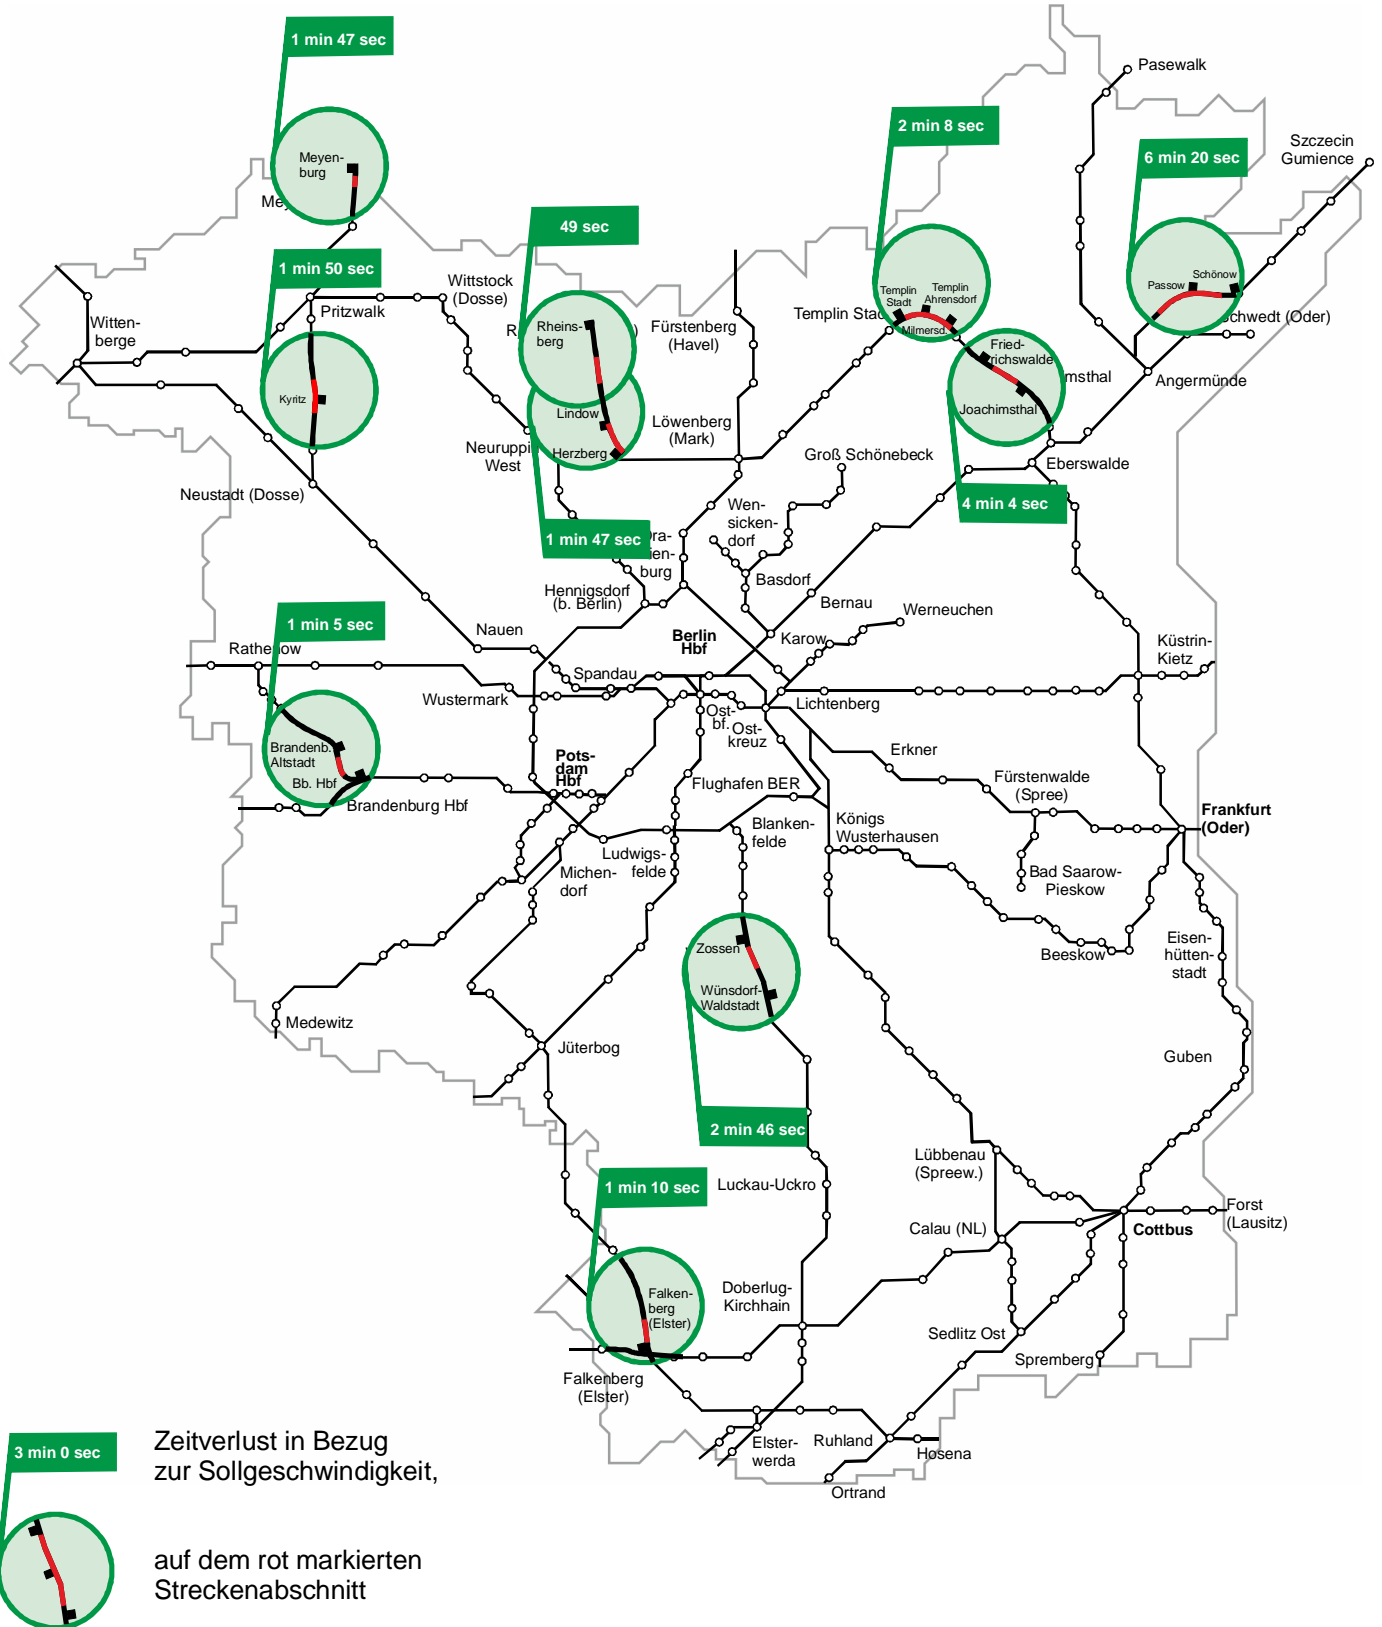 1 min 47 sec
Pasewalk
2 min 8 sec
Szczecin
Gumience
6 min 20 sec
Meyen-
burg
Mey
49 sec
1 min 50 sec
Wittstock
(Dosse)
Pritzwalk
Witten-
berge
Rheins-
berg
R
)
Fürstenberg
(Havel)
Templin Stad
Templin
Stadt
Templin
Ahrensdorf
Milmersd.
Schönow
Passow
chwedt (Oder)
Fried-
richswalde
msthal
Joachimsthal
Angermünde
Kyritz
Lindow
Herzberg
Löwenberg
(Mark)
Neuruppi
West
Groß Schönebeck
Eberswalde
Neustadt (Dosse)
4 min 4 sec
Wen-
sicken-
dorf
1 min 47 sec
ra-
ien-
burg
Basdorf
Hennigsdorf
(b. Berlin)
Bernau
Werneuchen
1 min 5 sec
Nauen
Berlin
Hbf
Karow
Küstrin-
Kietz
Rathenow
Spandau
Wustermark
Lichtenberg
Ost-
bf.
Ost-
kreuz
Brandenb.
Altstadt
Bb. Hbf
Brandenburg Hbf
Pots-
dam
Hbf
Erkner
Flughafen BER
Fürstenwalde
(Spree)
Frankfurt
(Oder)
Blanken-
felde
Königs
Wusterhausen
Ludwigs-
felde
Michen-
dorf
Bad Saarow-
Pieskow
Zossen
Wünsdorf-
Waldstadt
Beeskow
Eisen-
hütten-
stadt
Medewitz
Jüterbog
Guben
2 min 46 sec
Lübbenau
(Spreew.)
1 min 10 sec
Luckau-Uckro
Forst
(Lausitz)
Calau (NL)
Cottbus
Falken-
berg
(Elster)
Doberlug-
Kirchhain
Sedlitz Ost
Spremberg
Falkenberg
(Elster)
Elster-
werda
Ruhland
Hosena
Ortrand
3 min 0 sec
Zeitverlust in Bezug
zur Sollgeschwindigkeit,
auf dem rot markierten
Streckenabschnitt